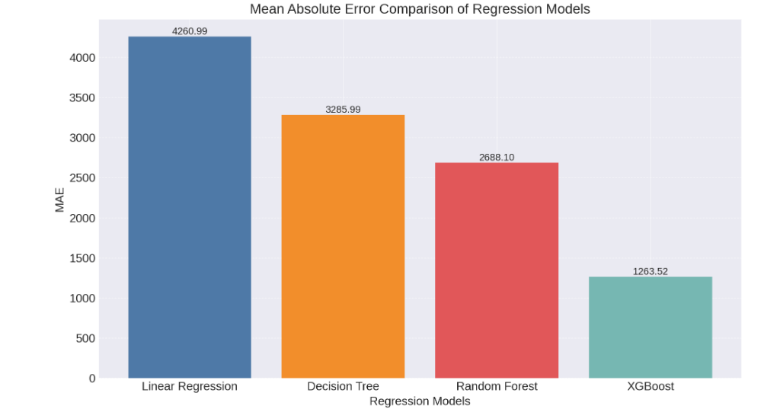 Mean Absolute Error Comparison of Regression Models
4260.99
4000
3500
3285.99
3000
2688.10
2500
MAE
2000
1500
1263.52
1000
500
0
Linear Regression
Decision Tree
Random Forest
XGBoost
Regression Models